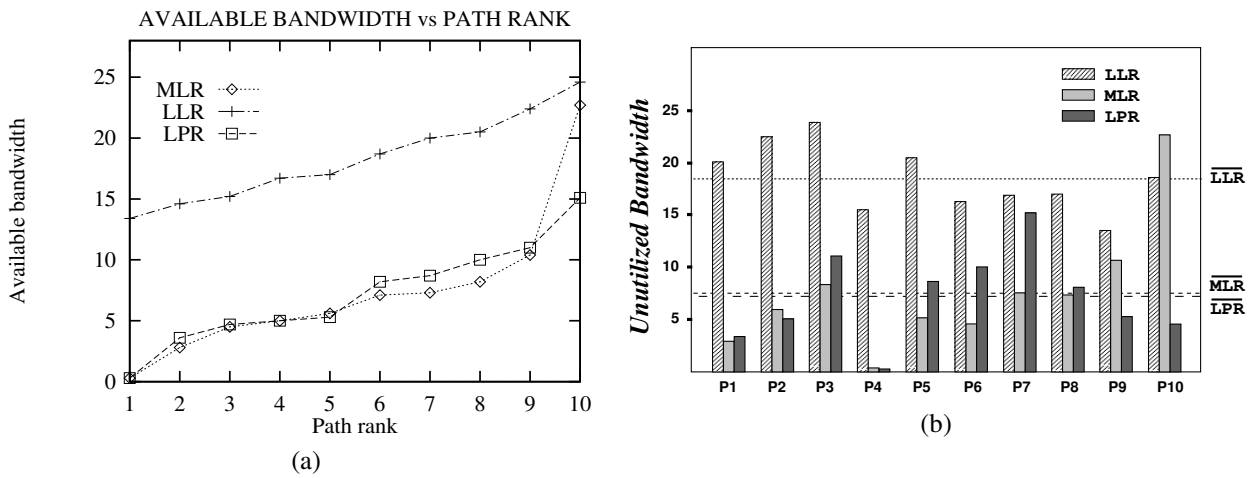 AVAILABLE BANDWIDTH vs PATH RANK
Available bandwidth
25
20
15
10
5
0
MLR
LLR
LPR
1 2 3 4 5 6 7 8 9 10
Path rank
(a)
Unutilized Bandwidth
25
20
15
10
5
LLR
MLR
LPR
LLR
MLR
LPR
P1 P2 P3 P4 P5 P6 P7 P8 P9 P10
(b)